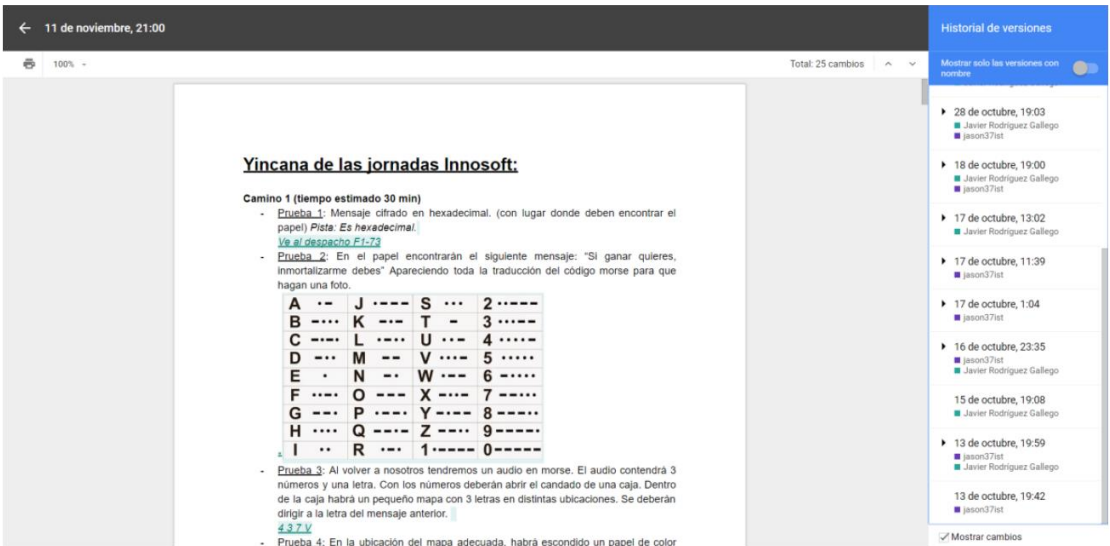 11 de noviembre, 21:00
100%
Total: 25 cambios
Yincana de las jornadas Innosoft:
Camino 1 (tiempo estimado 30 min)
- Prueba 1: Mensaje cifrado en hexadecimal. (con lugar donde deben encontrar el
papel) Pista: Es hexadecimal.
Ve al despacho F1-73
- Prueba 2: En el papel encontrarán el siguiente mensaje: "Si ganar quieres,
inmortalizarme debes" Apareciendo toda la traducción del código morse para que
hagan una foto.
A ·− J ·−−− S ··· 2 ··−−−
B −··· K −·− T − 3 ···−−
C −·−· L ·−·· U ··− 4 ····−
D −·· M −− V ···− 5 ·····
E · N −· W ·−− 6 −····
F ··−· O −−− X −··− 7 −−···
G −−· P ·−−· Y −·−− 8 −−−··
H ···· Q −−·− Z −−·· 9 −−−−·
I ·· R ·−· 1 ·−−−− 0 −−−−−
- Prueba 3: Al volver a nosotros tendremos un audio en morse. El audio contendrá 3
números y una letra. Con los números deberán abrir el candado de una caja. Dentro
de la caja habrá un pequeño mapa con 3 letras en distintas ubicaciones. Se deberán
dirigir a la letra del mensaje anterior.
4 3 7 V
- Prueba 4: En la ubicación del mapa adecuada, habrá escondido un papel de color
Historial de versiones
Mostrar solo las versiones con
nombre
28 de octubre, 19:03
Javier Rodríguez Gallego
jason37ist
18 de octubre, 19:00
Javier Rodríguez Gallego
jason37ist
17 de octubre, 13:02
Javier Rodríguez Gallego
17 de octubre, 11:39
jason37ist
17 de octubre, 1:04
jason37ist
16 de octubre, 23:35
jason37ist
Javier Rodríguez Gallego
15 de octubre, 19:08
Javier Rodríguez Gallego
13 de octubre, 19:59
jason37ist
Javier Rodríguez Gallego
13 de octubre, 19:42
jason37ist
Mostrar cambios